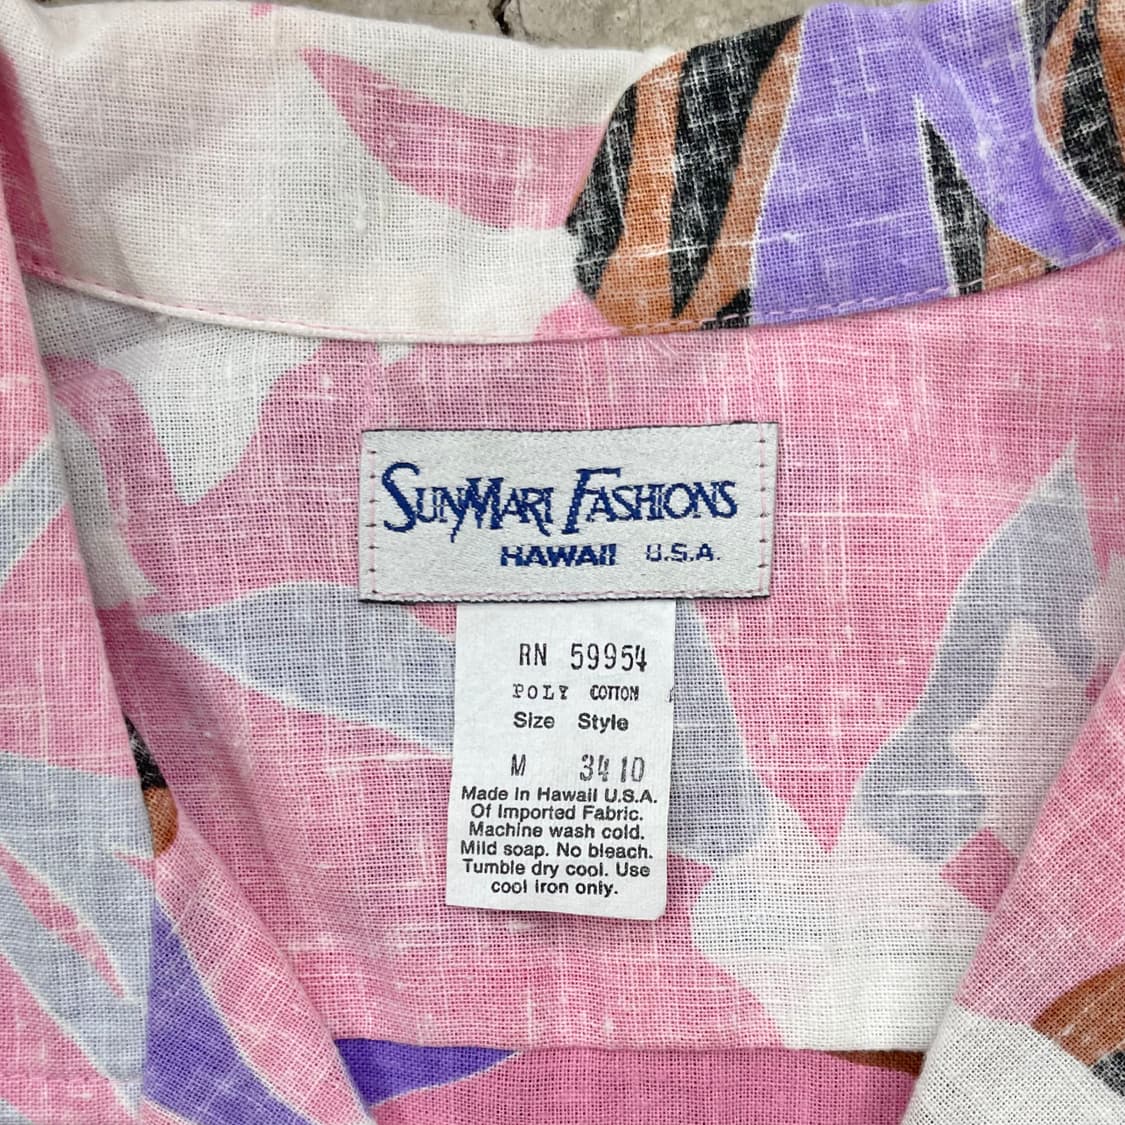 SunMari Fashions
HAWAII U.S.A.
RN 59954
POLY COTTON
Size Style
M 3410
Made In Hawaii U.S.A.
Of Imported Fabric.
Machine wash cold.
Mild soap. No bleach.
Tumble dry cool. Use
cool iron only.